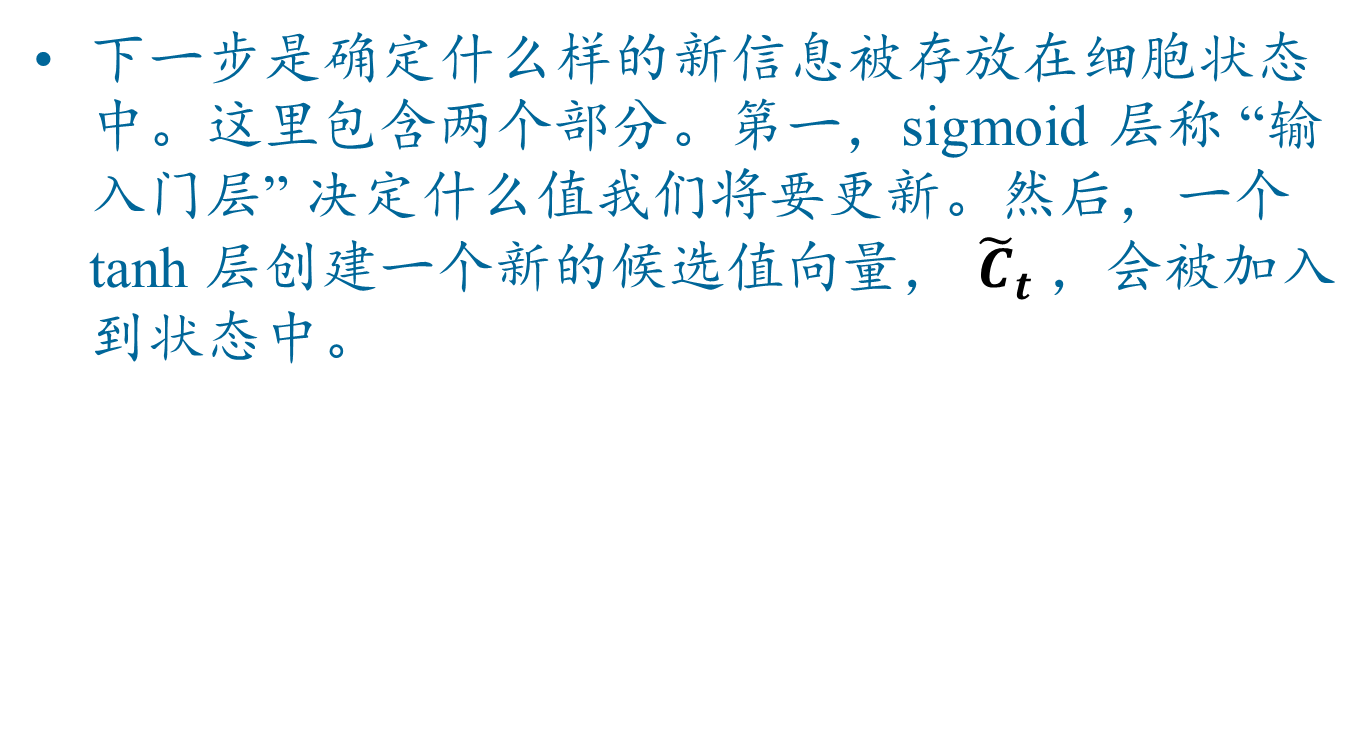 • 下一步是确定什么样的新信息被存放在细胞状态
中。这里包含两个部分。第一，sigmoid 层称 “输
入门层” 决定什么值我们将要更新。然后，一个
tanh 层创建一个新的候选值向量， C̃ₜ ，会被加入
到状态中。